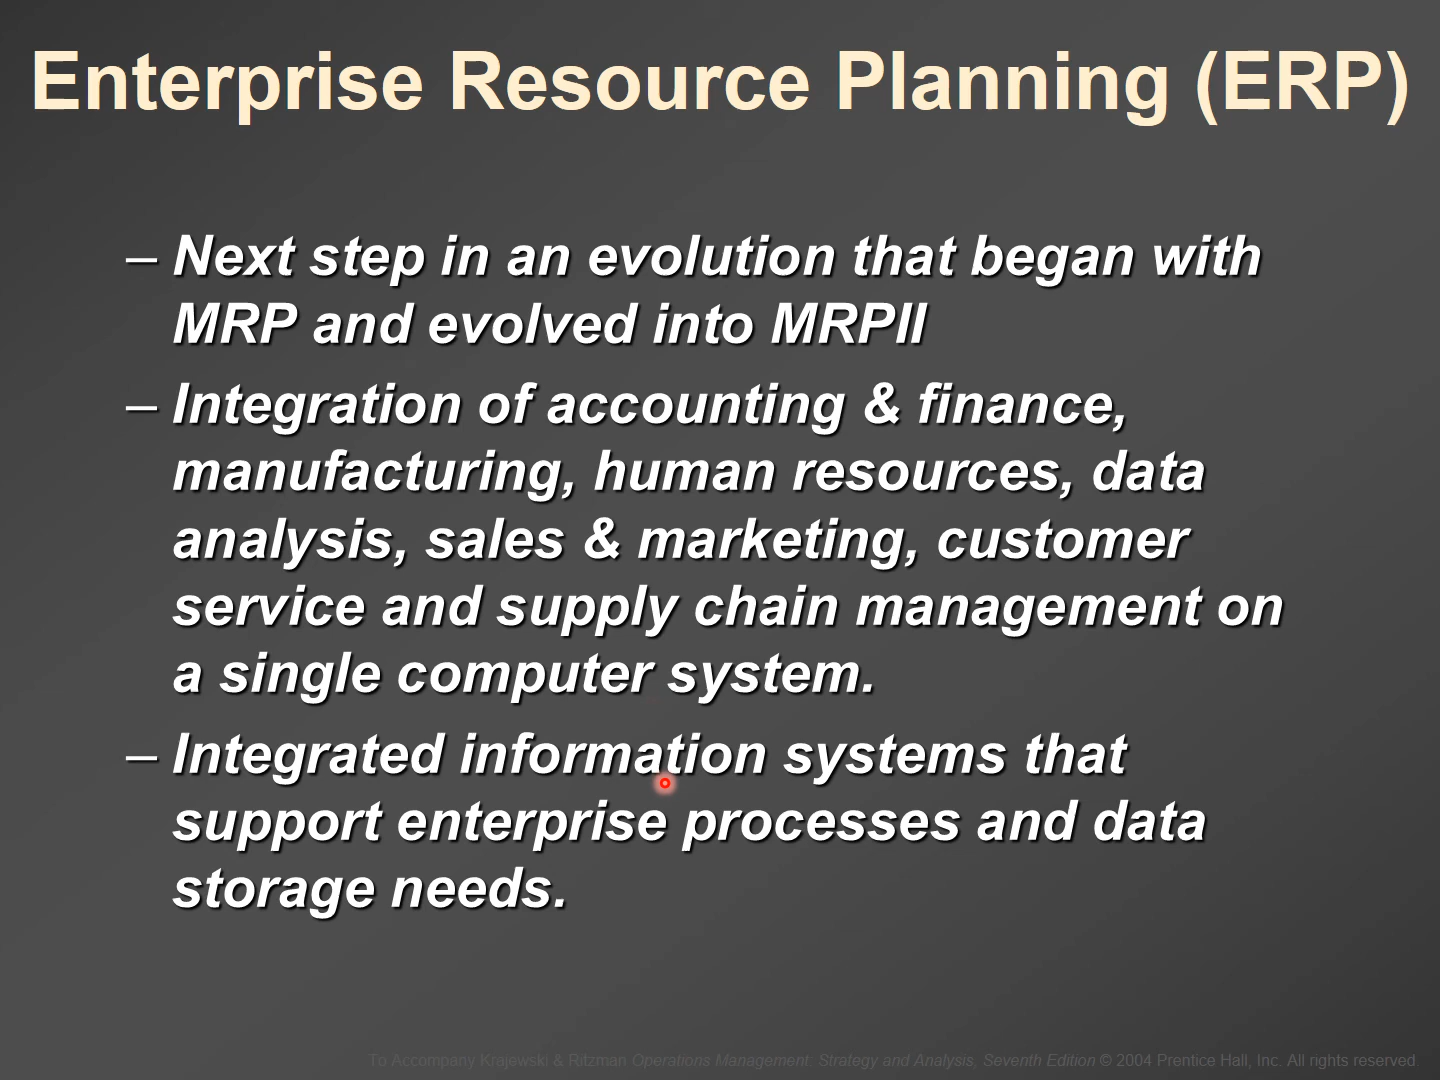 Enterprise Resource Planning (ERP)
– Next step in an evolution that began with
MRP and evolved into MRPII
– Integration of accounting & finance,
manufacturing, human resources, data
analysis, sales & marketing, customer
service and supply chain management on
a single computer system.
– Integrated information systems that
support enterprise processes and data
storage needs.
To Accompany Krajewski & Ritzman Operations Management: Strategy and Analysis, Seventh Edition © 2004 Prentice Hall, Inc. All rights reserved.